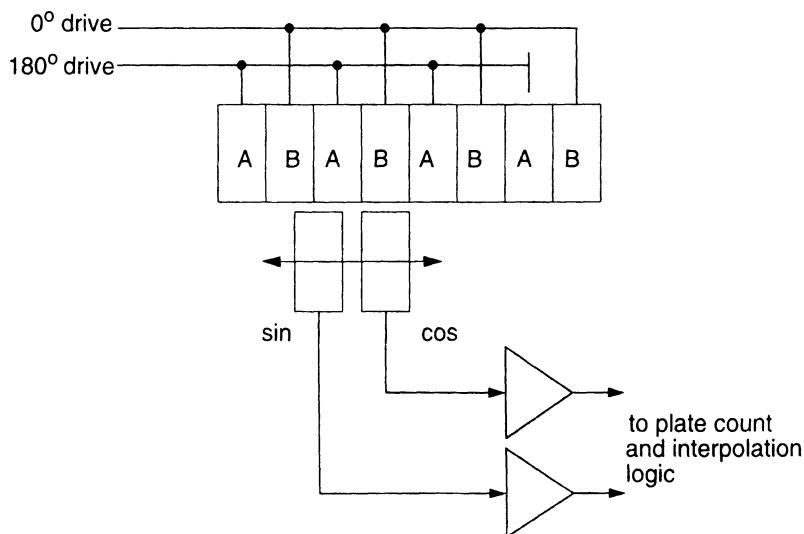 0° drive
180° drive
A B A B A B A B
sin cos
to plate count
and interpolation
logic